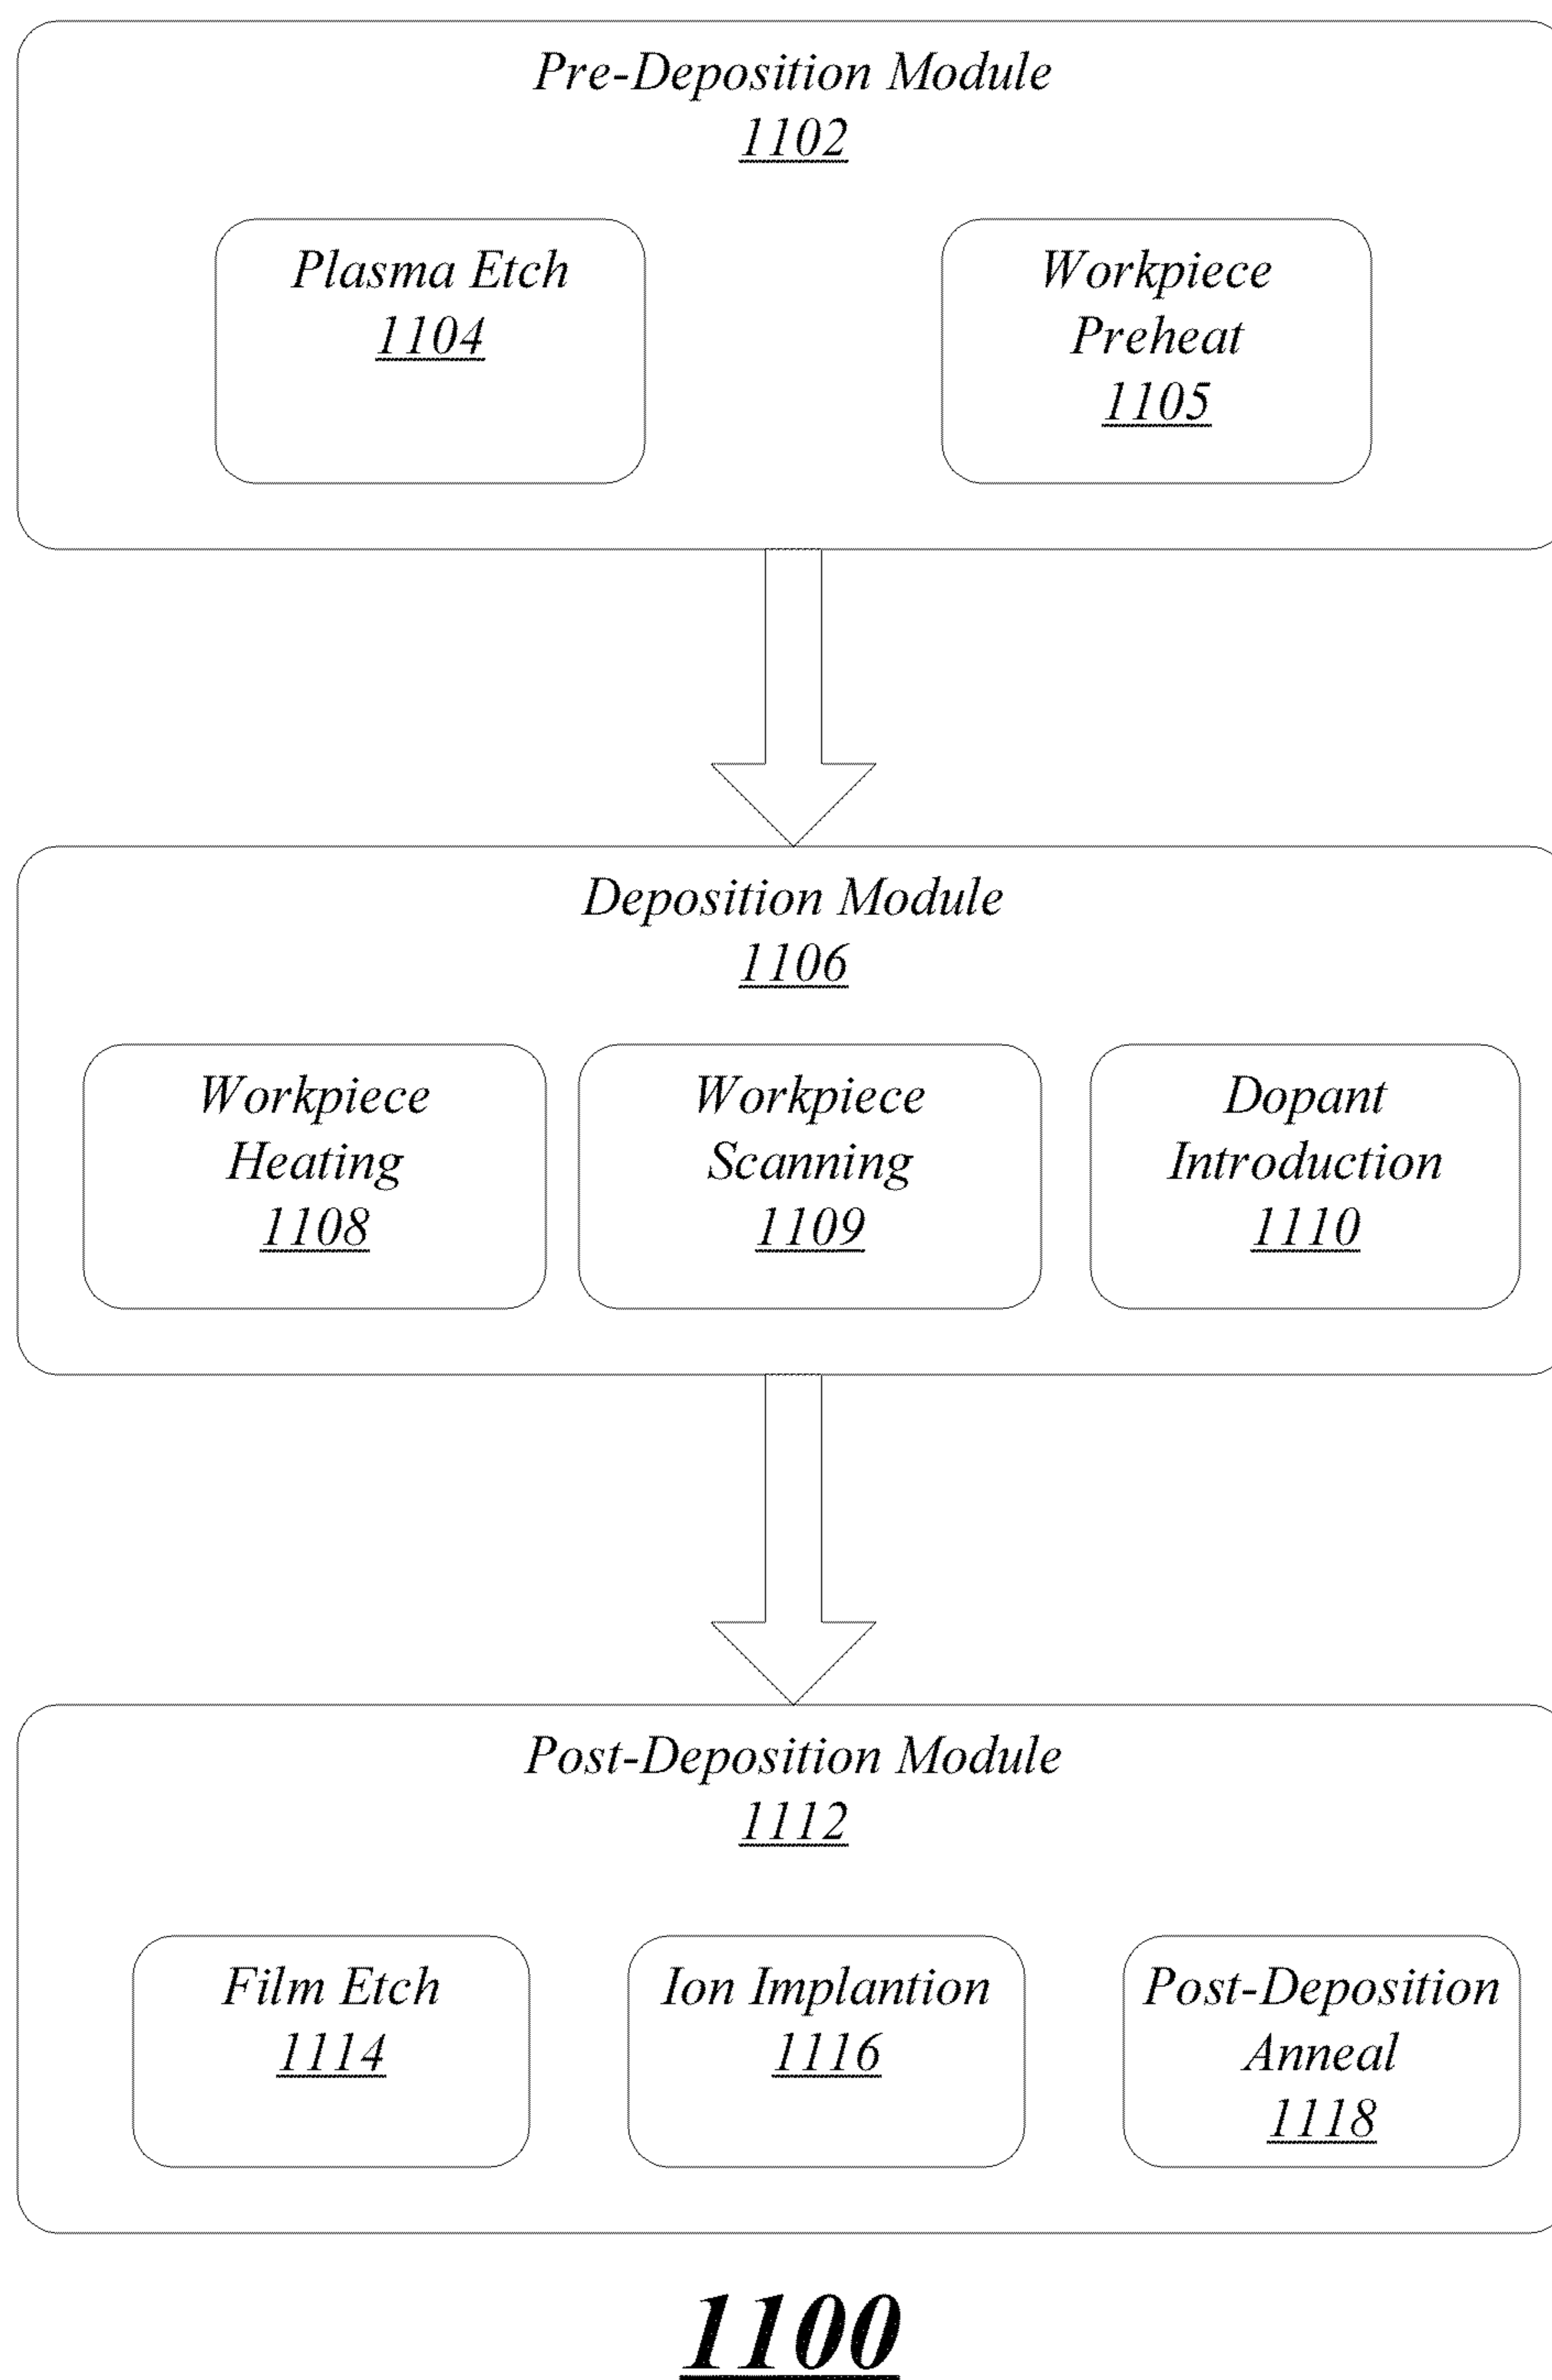 Pre-Deposition Module
1102
Plasma Etch
1104
Workpiece
Preheat
1105
Deposition Module
1106
Workpiece
Heating
1108
Workpiece
Scanning
1109
Dopant
Introduction
1110
Post-Deposition Module
1112
Film Etch
1114
Ion Implantion
1116
Post-Deposition
Anneal
1118
1100